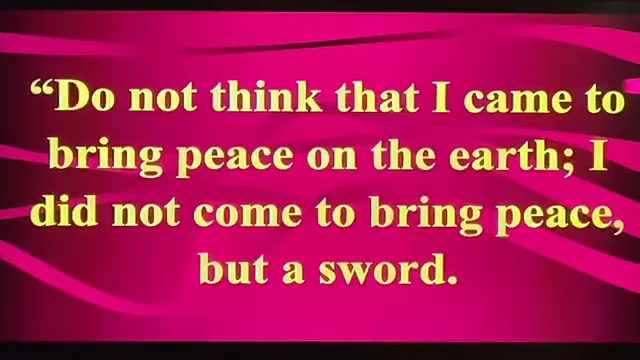 “Do not think that I came to
bring peace on the earth; I
did not come to bring peace,
but a sword.